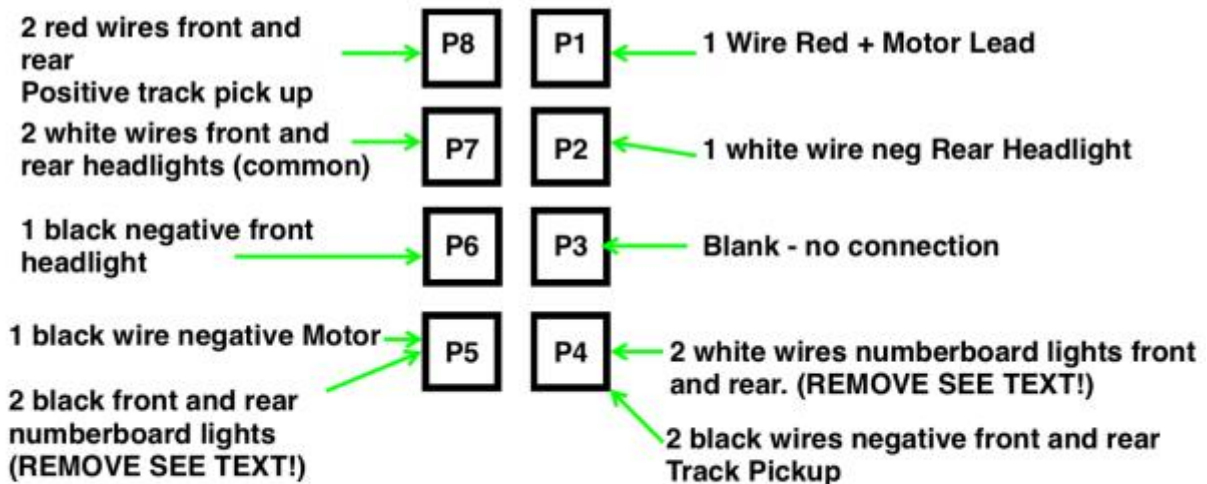 2 red wires front and
rear
Positive track pick up
P8
P1
1 Wire Red + Motor Lead
2 white wires front and
rear headlights (common)
P7
P2
1 white wire neg Rear Headlight
1 black negative front
headlight
P6
P3
Blank - no connection
1 black wire negative Motor
P5
P4
2 black front and rear
numberboard lights
(REMOVE SEE TEXT!)
2 white wires numberboard lights front
and rear. (REMOVE SEE TEXT!)
2 black wires negative front and rear
Track Pickup